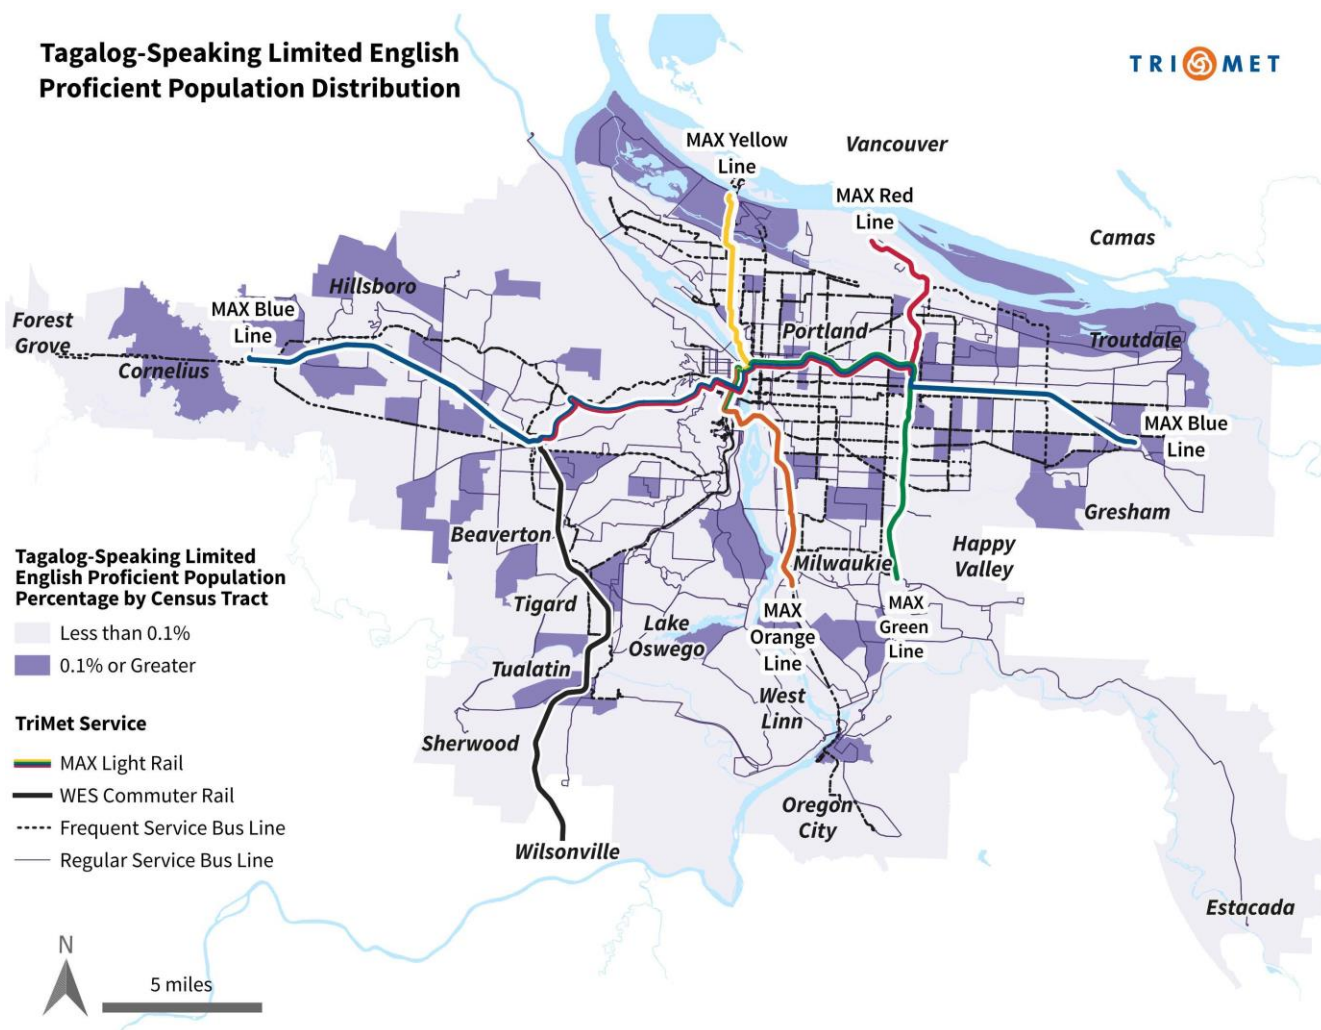 Tagalog-Speaking Limited English
Proficient Population Distribution
TRI MET
MAX Yellow
Line
Vancouver
MAX Red
Line
Camas
Hillsboro
MAX Blue
Line
Forest
Grove
Cornelius
Portland
Troutdale
MAX Blue
Line
Gresham
Beaverton
Happy
Valley
Milwaukie
Tigard
MAX
Orange
Line
MAX
Green
Line
Lake
Oswego
Tualatin
West
Linn
Sherwood
Oregon
City
Wilsonville
Estacada
Tagalog-Speaking Limited
English Proficient Population
Percentage by Census Tract
Less than 0.1%
0.1% or Greater
TriMet Service
MAX Light Rail
WES Commuter Rail
Frequent Service Bus Line
Regular Service Bus Line
N
5 miles